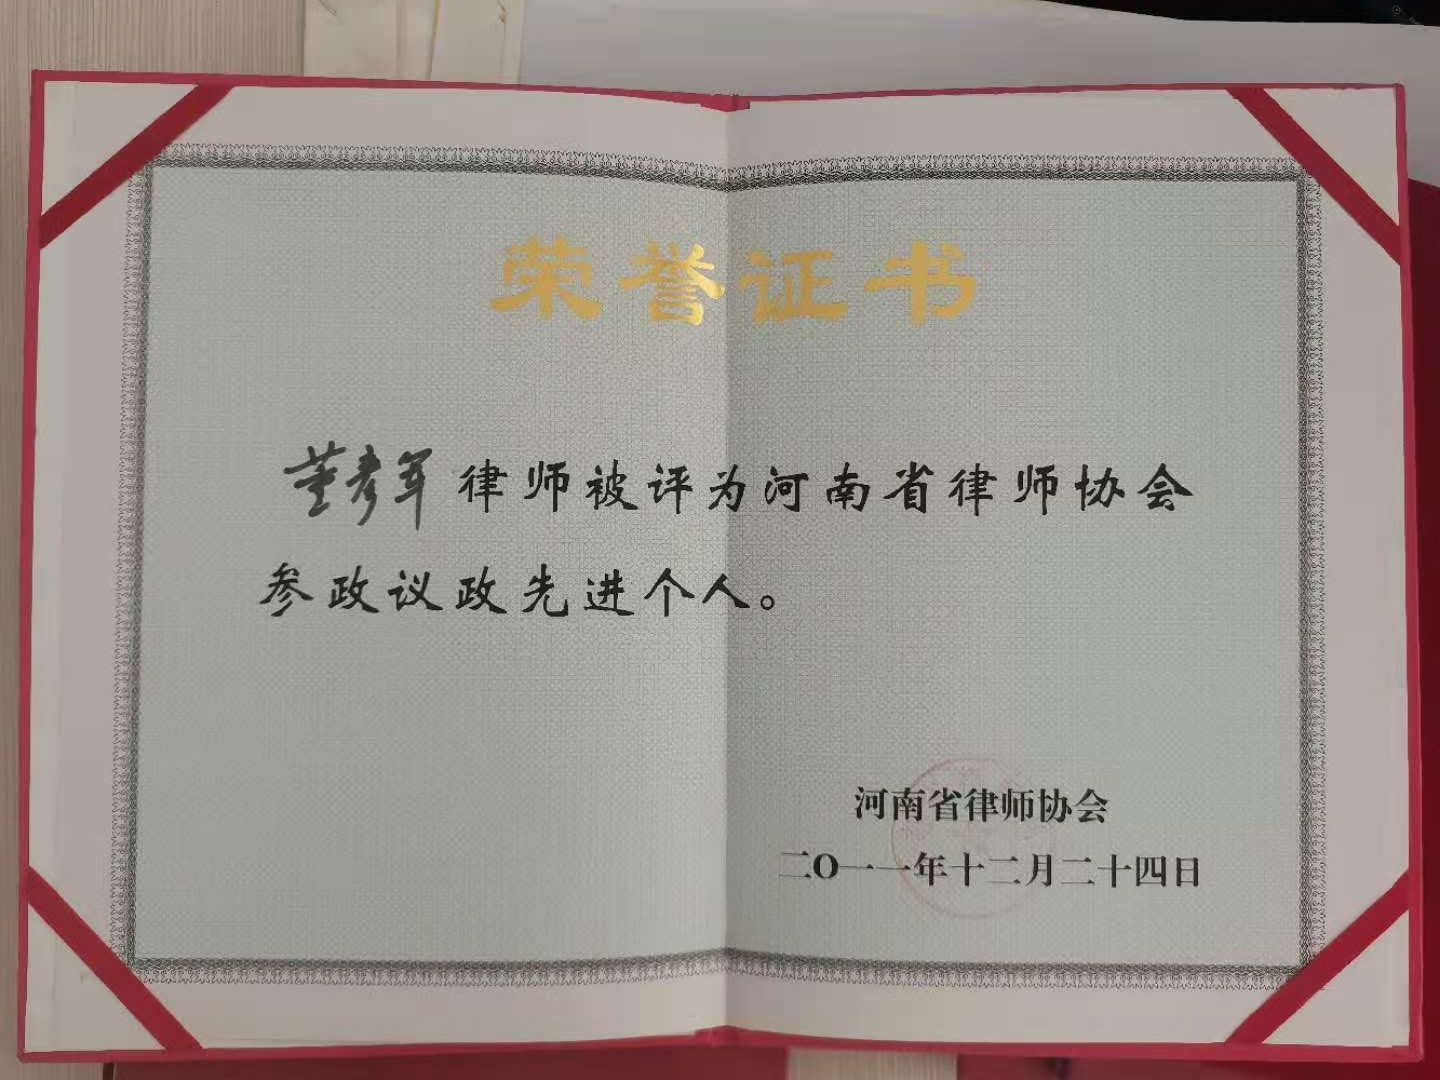 荣誉证书
董彦军律师被评为河南省律师协会
参政议政先进个人。
河南省律师协会
二O一一年十二月二十四日